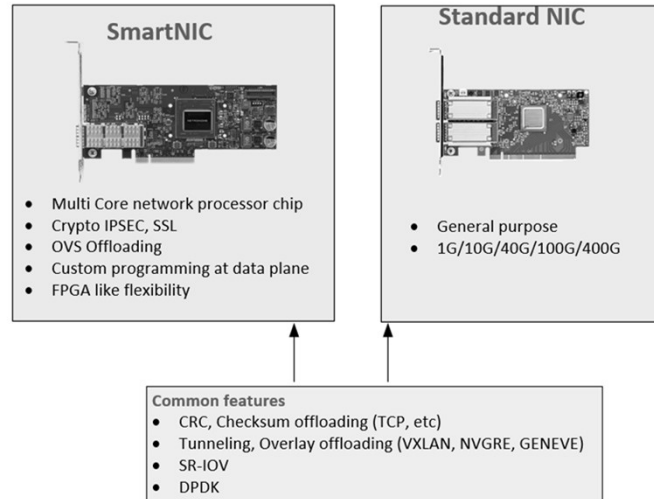 SmartNIC
Multi Core network processor chip
Crypto IPSEC, SSL
OVS Offloading
Custom programming at data plane
FPGA like flexibility
Standard NIC
General purpose
1G/10G/40G/100G/400G
Common features
CRC, Checksum offloading (TCP, etc)
Tunneling, Overlay offloading (VXLAN, NVGRE, GENEVE)
SR-IOV
DPDK